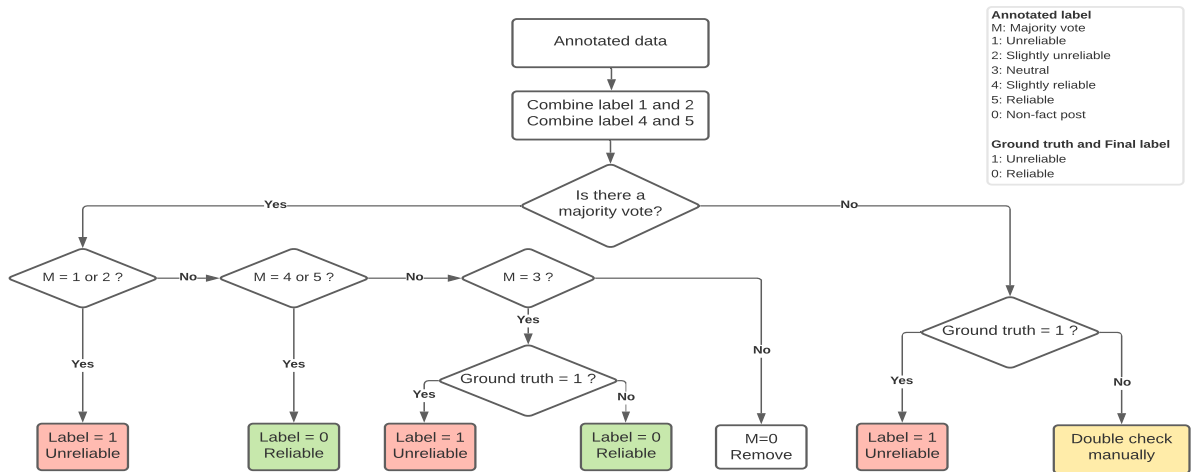 Annotated data
Combine label 1 and 2
Combine label 4 and 5
Is there a
majority vote?
Yes
No
M = 1 or 2 ?
No
M = 4 or 5 ?
No
M = 3 ?
Yes
Yes
Yes
No
Ground truth = 1 ?
Yes
No
Ground truth = 1 ?
Yes
No
Label = 1
Unreliable
Label = 0
Reliable
Label = 1
Unreliable
Label = 0
Reliable
M=0
Remove
Label = 1
Unreliable
Double check
manually
Annotated label
M: Majority vote
1: Unreliable
2: Slightly unreliable
3: Neutral
4: Slightly reliable
5: Reliable
0: Non-fact post
Ground truth and Final label
1: Unreliable
0: Reliable